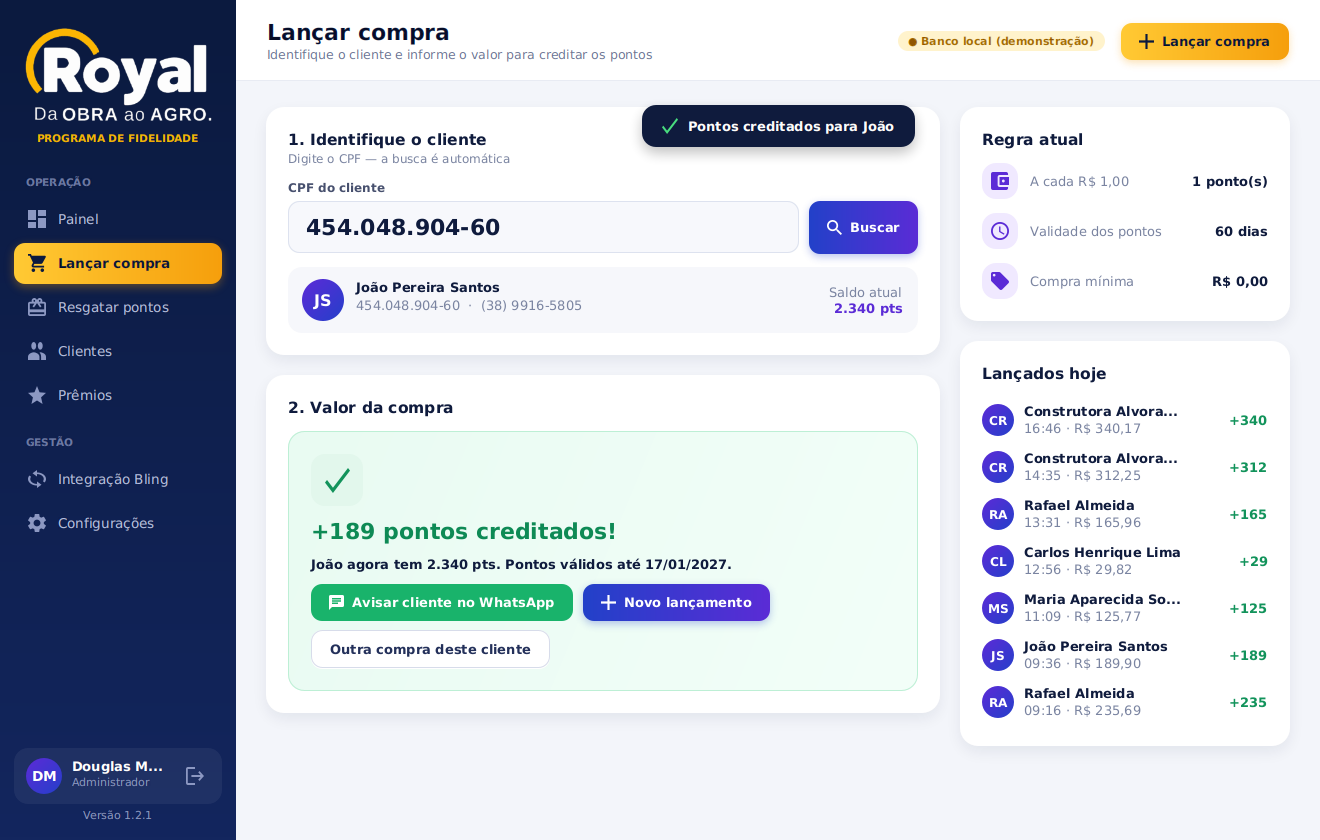 Royal
Da OBRA ao AGRO.
PROGRAMA DE FIDELIDADE
OPERAÇÃO
Painel
Lançar compra
Resgatar pontos
Clientes
Prêmios
GESTÃO
Integração Bling
Configurações
DM
Douglas M...
Administrador
Versão 1.2.1
Lançar compra
Identifique o cliente e informe o valor para creditar os pontos
Banco local (demonstração)
Lançar compra
Pontos creditados para João
1. Identifique o cliente
Digite o CPF — a busca é automática
CPF do cliente
454.048.904-60
Buscar
JS
João Pereira Santos
454.048.904-60 · (38) 9916-5805
Saldo atual
2.340 pts
2. Valor da compra
+189 pontos creditados!
João agora tem 2.340 pts. Pontos válidos até 17/01/2027.
Avisar cliente no WhatsApp
Novo lançamento
Outra compra deste cliente
Regra atual
A cada R$ 1,00 1 ponto(s)
Validade dos pontos 60 dias
Compra mínima R$ 0,00
Lançados hoje
CR
Construtora Alvora...
16:46 · R$ 340,17
+340
CR
Construtora Alvora...
14:35 · R$ 312,25
+312
RA
Rafael Almeida
13:31 · R$ 165,96
+165
CL
Carlos Henrique Lima
12:56 · R$ 29,82
+29
MS
Maria Aparecida So...
11:09 · R$ 125,77
+125
JS
João Pereira Santos
09:36 · R$ 189,90
+189
RA
Rafael Almeida
09:16 · R$ 235,69
+235